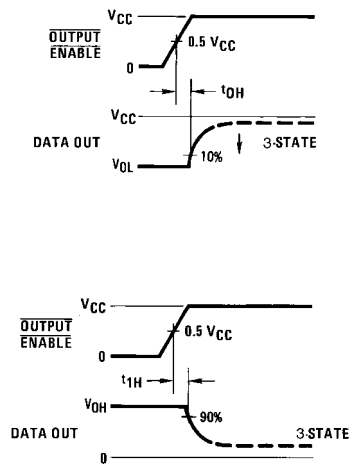 VCC
OUTPUT
ENABLE
0.5 VCC
0
tOH
VCC
DATA OUT
3-STATE
10%
VOL
VCC
OUTPUT
ENABLE
0.5 VCC
0
t1H
VOH
90%
DATA OUT
3-STATE
0